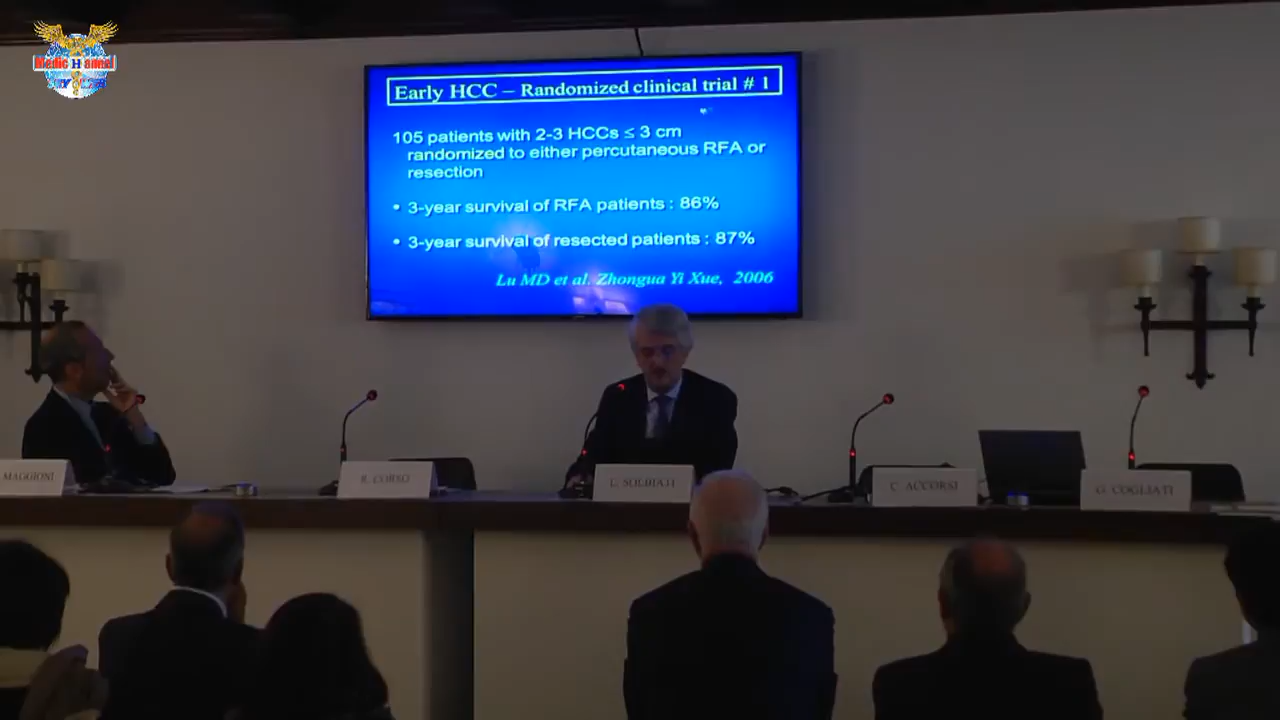 Medic Hannel
Early HCC – Randomized clinical trial # 1
105 patients with 2-3 HCCs ≤ 3 cm
randomized to either percutaneous RFA or
resection
• 3-year survival of RFA patients : 86%
• 3-year survival of resected patients : 87%
Lu MD et al. Zhongua Yi Xue, 2006
MAGGIONI
L. SOLBIATI
C. ACCORSI
G. COGLIATI